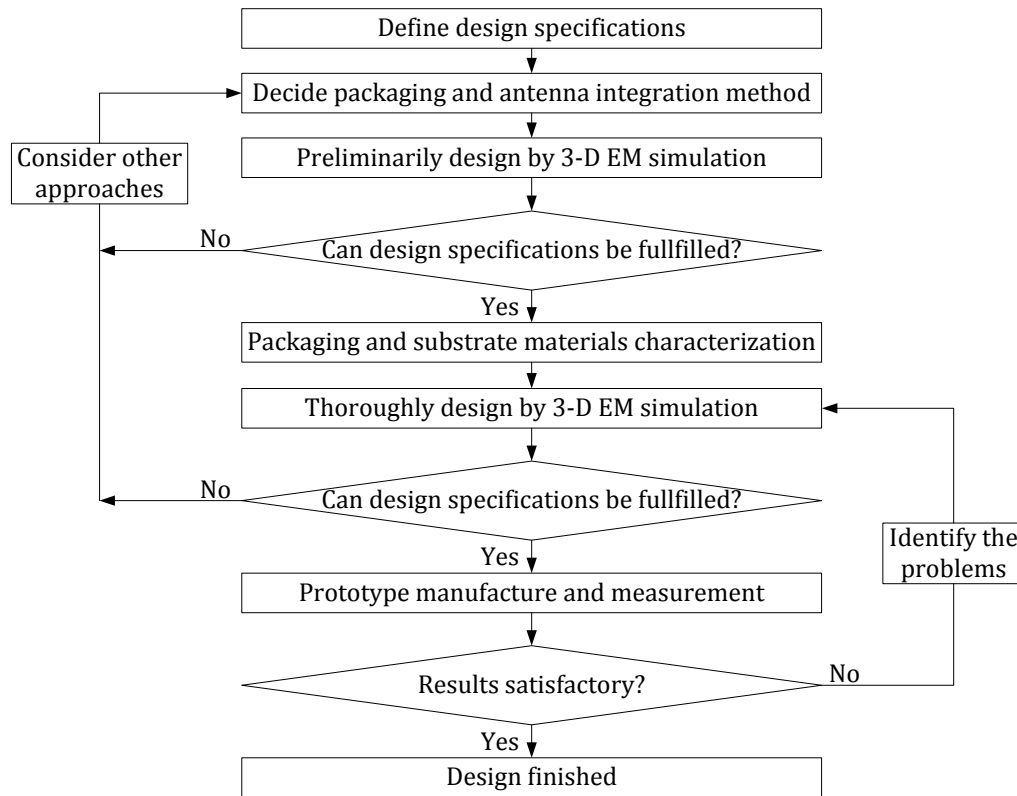 Define design specifications
Decide packaging and antenna integration method
Consider other
approaches
Preliminarily design by 3-D EM simulation
No
Can design specifications be fullfilled?
Yes
Packaging and substrate materials characterization
Thoroughly design by 3-D EM simulation
No
Can design specifications be fullfilled?
Yes
Identify the
problems
Prototype manufacture and measurement
Results satisfactory?
No
Yes
Design finished